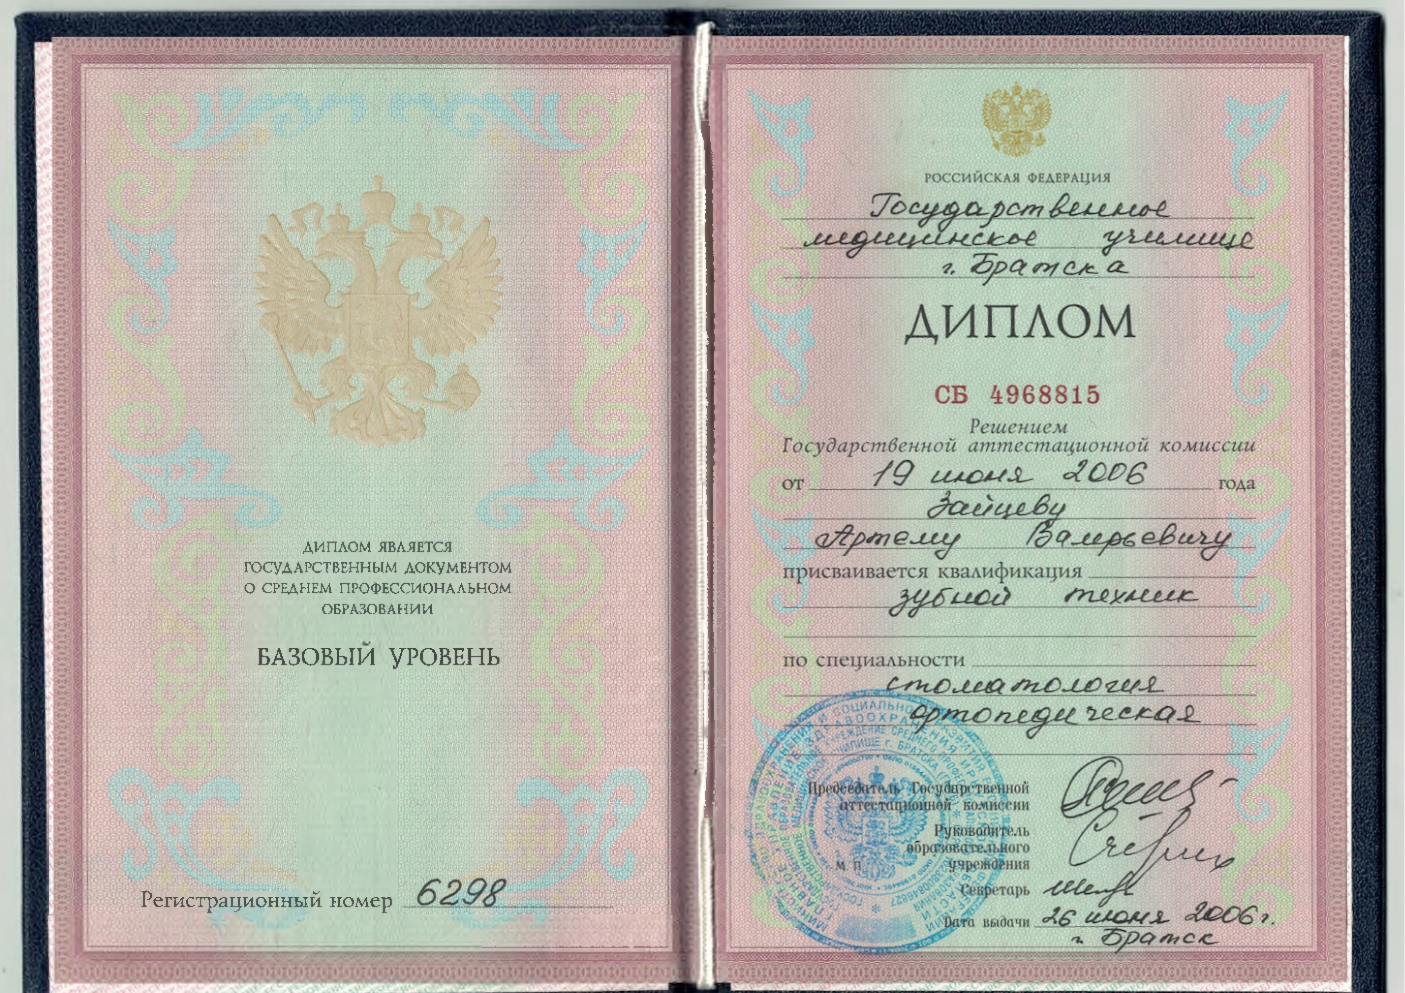 ДИПЛОМ ЯВЛЯЕТСЯ
ГОСУДАРСТВЕННЫМ ДОКУМЕНТОМ
О СРЕДНЕМ ПРОФЕССИОНАЛЬНОМ
ОБРАЗОВАНИИ
БАЗОВЫЙ УРОВЕНЬ
Регистрационный номер 6298
РОССИЙСКАЯ ФЕДЕРАЦИЯ
Государственное
медицинское училище
г. Братска
ДИПЛОМ
СБ 4968815
Решением
Государственной аттестационной комиссии
от 19 июня 2006 года
Зайцеву
Артему Валерьевичу
присваивается квалификация
зубной техник
по специальности
стоматология
ортопедическая
Председатель Государственной
аттестационной комиссии
Руководитель
образовательного
учреждения
М. П.
Секретарь
Дата выдачи 26 июня 2006 г.
г. Братск